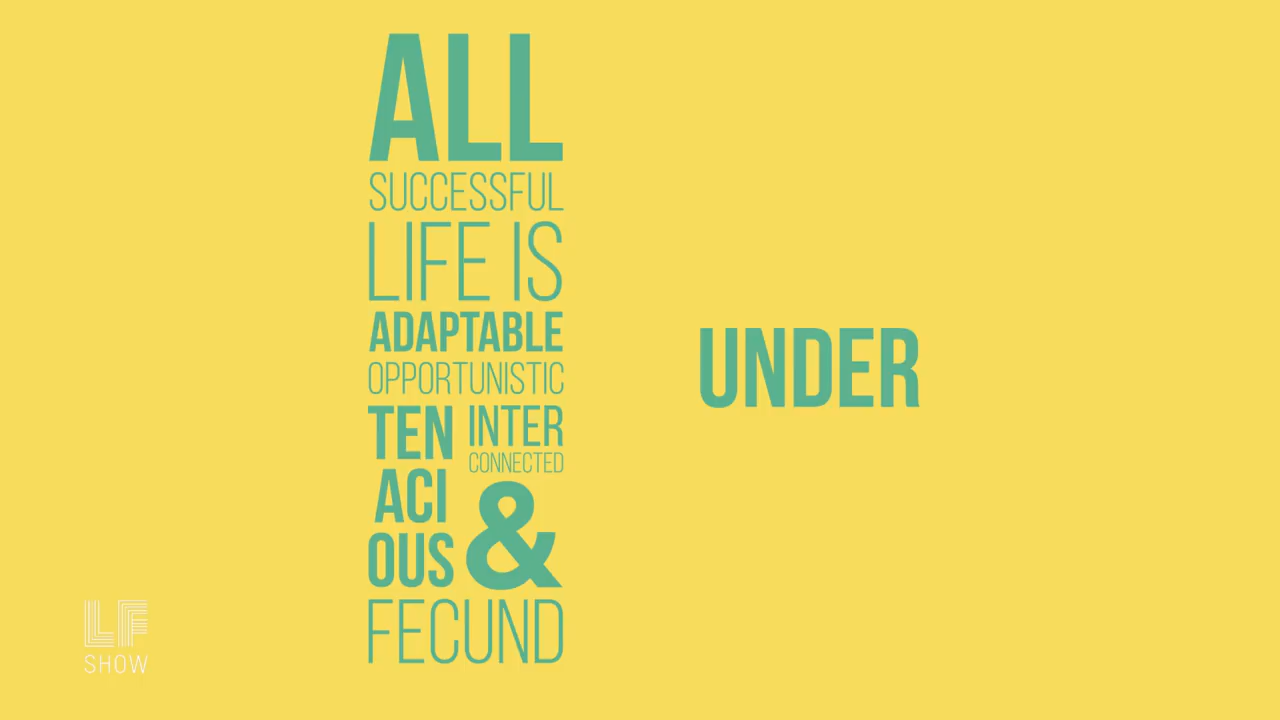 ALL
SUCCESSFUL
LIFE IS
ADAPTABLE
OPPORTUNISTIC
TEN
ACI
OUS
INTER
CONNECTED
&
FECUND
UNDER
LF
SHOW